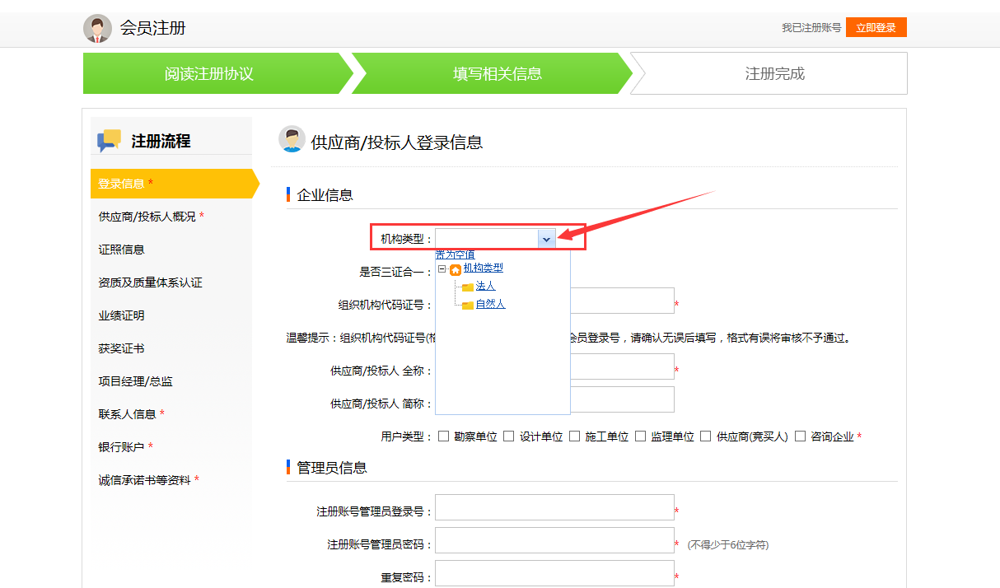 会员注册
我已注册账号 立即登录
阅读注册协议 填写相关信息 注册完成
注册流程
登录信息 *
供应商/投标人概况 *
证照信息
资质及质量体系认证
业绩证明
获奖证书
项目经理/总监
联系人信息 *
银行账户 *
诚信承诺书等资料 *
供应商/投标人登录信息
企业信息
机构类型：
置为空值
机构类型
法人
自然人
是否三证合一：
组织机构代码证号： *
温馨提示：组织机构代码证号(格 会员登录号，请确认无误后填写，格式有误将审核不予通过。
供应商/投标人 全称： *
供应商/投标人 简称：
用户类型： 勘察单位 设计单位 施工单位 监理单位 供应商(竞买人) 咨询企业 *
管理员信息
注册账号管理员登录号： *
注册账号管理员密码： * (不得少于6位字符)
重复密码： *